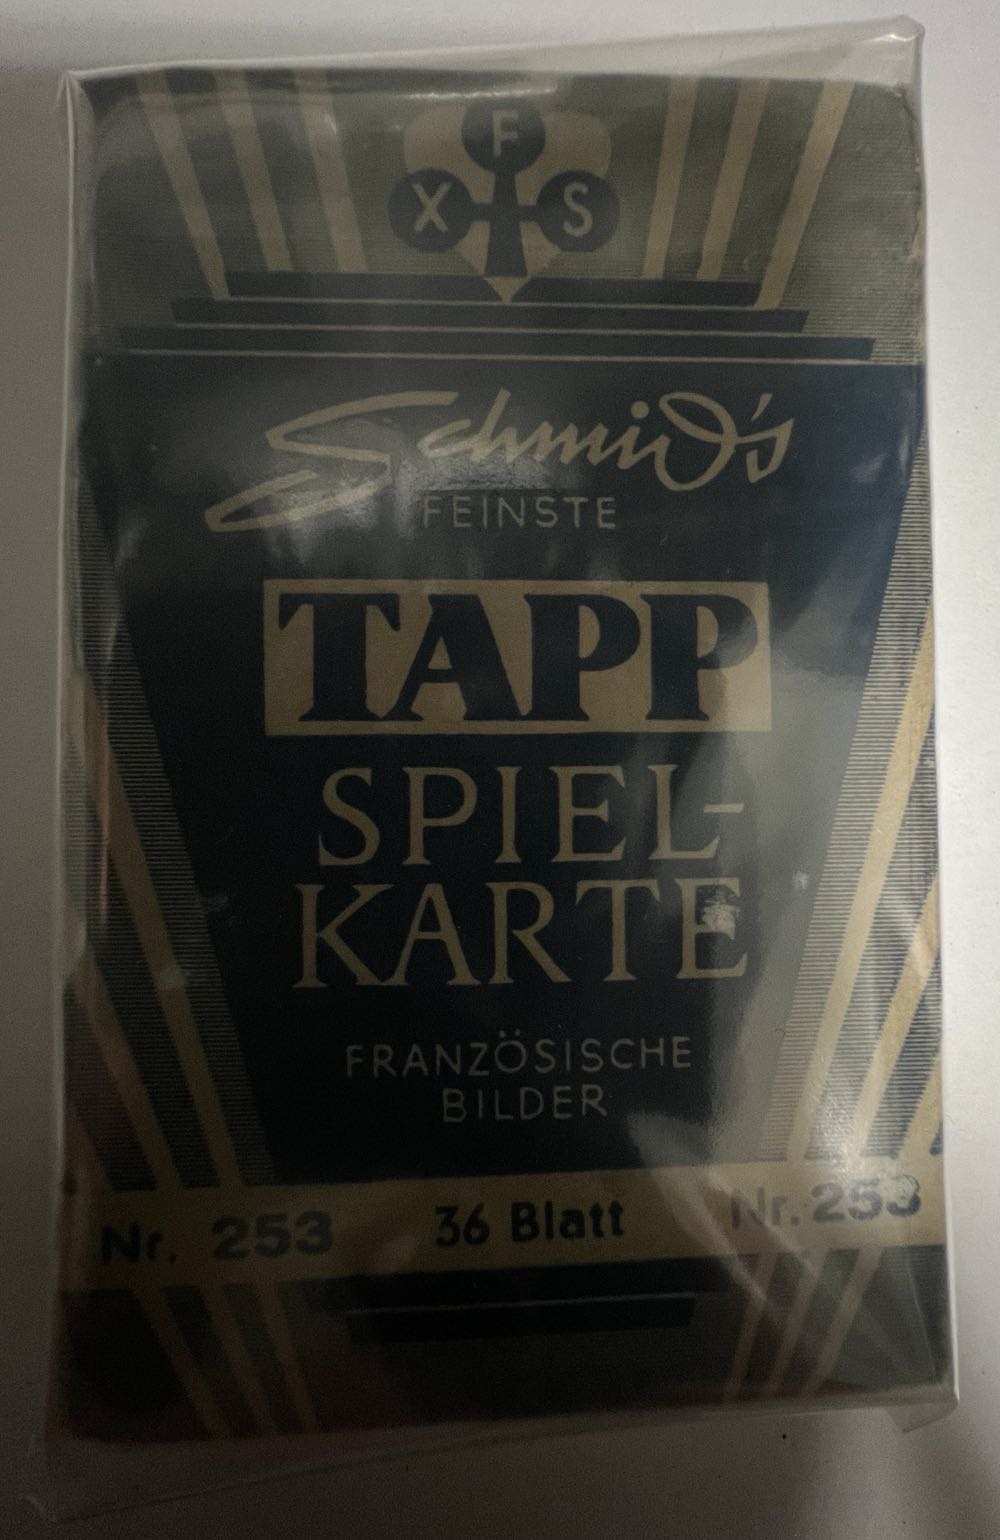 F
X S
Schmid's
FEINSTE
TAPP
SPIEL-
KARTE
FRANZÖSISCHE
BILDER
Nr. 253 36 Blatt Nr. 253